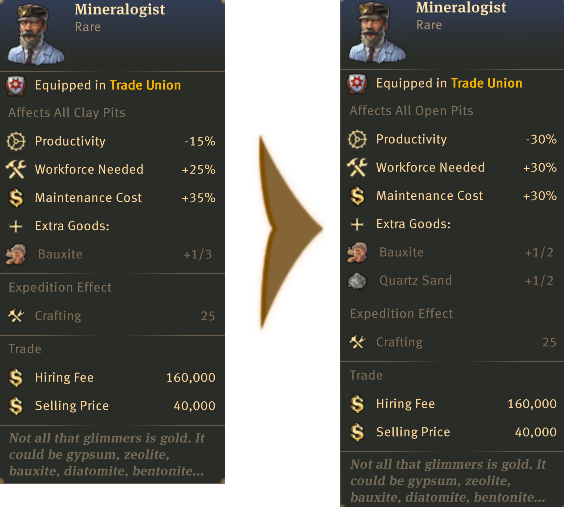 Mineralogist
Rare
Equipped in Trade Union
Affects All Clay Pits
Productivity -15%
Workforce Needed +25%
Maintenance Cost +35%
Extra Goods:
Bauxite +1/3
Expedition Effect
Crafting 25
Trade
Hiring Fee 160,000
Selling Price 40,000
Not all that glimmers is gold. It
could be gypsum, zeolite,
bauxite, diatomite, bentonite...
Mineralogist
Rare
Equipped in Trade Union
Affects All Open Pits
Productivity -30%
Workforce Needed +30%
Maintenance Cost +30%
Extra Goods:
Bauxite +1/2
Quartz Sand +1/2
Expedition Effect
Crafting 25
Trade
Hiring Fee 160,000
Selling Price 40,000
Not all that glimmers is gold. It
could be gypsum, zeolite,
bauxite, diatomite, bentonite...